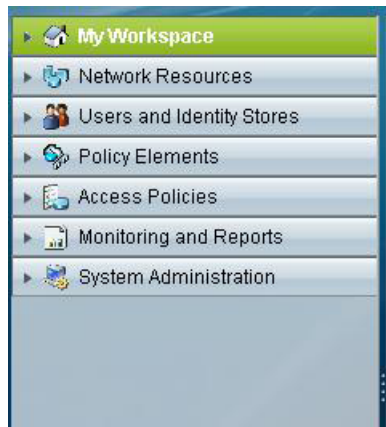 My Workspace
Network Resources
Users and Identity Stores
Policy Elements
Access Policies
Monitoring and Reports
System Administration